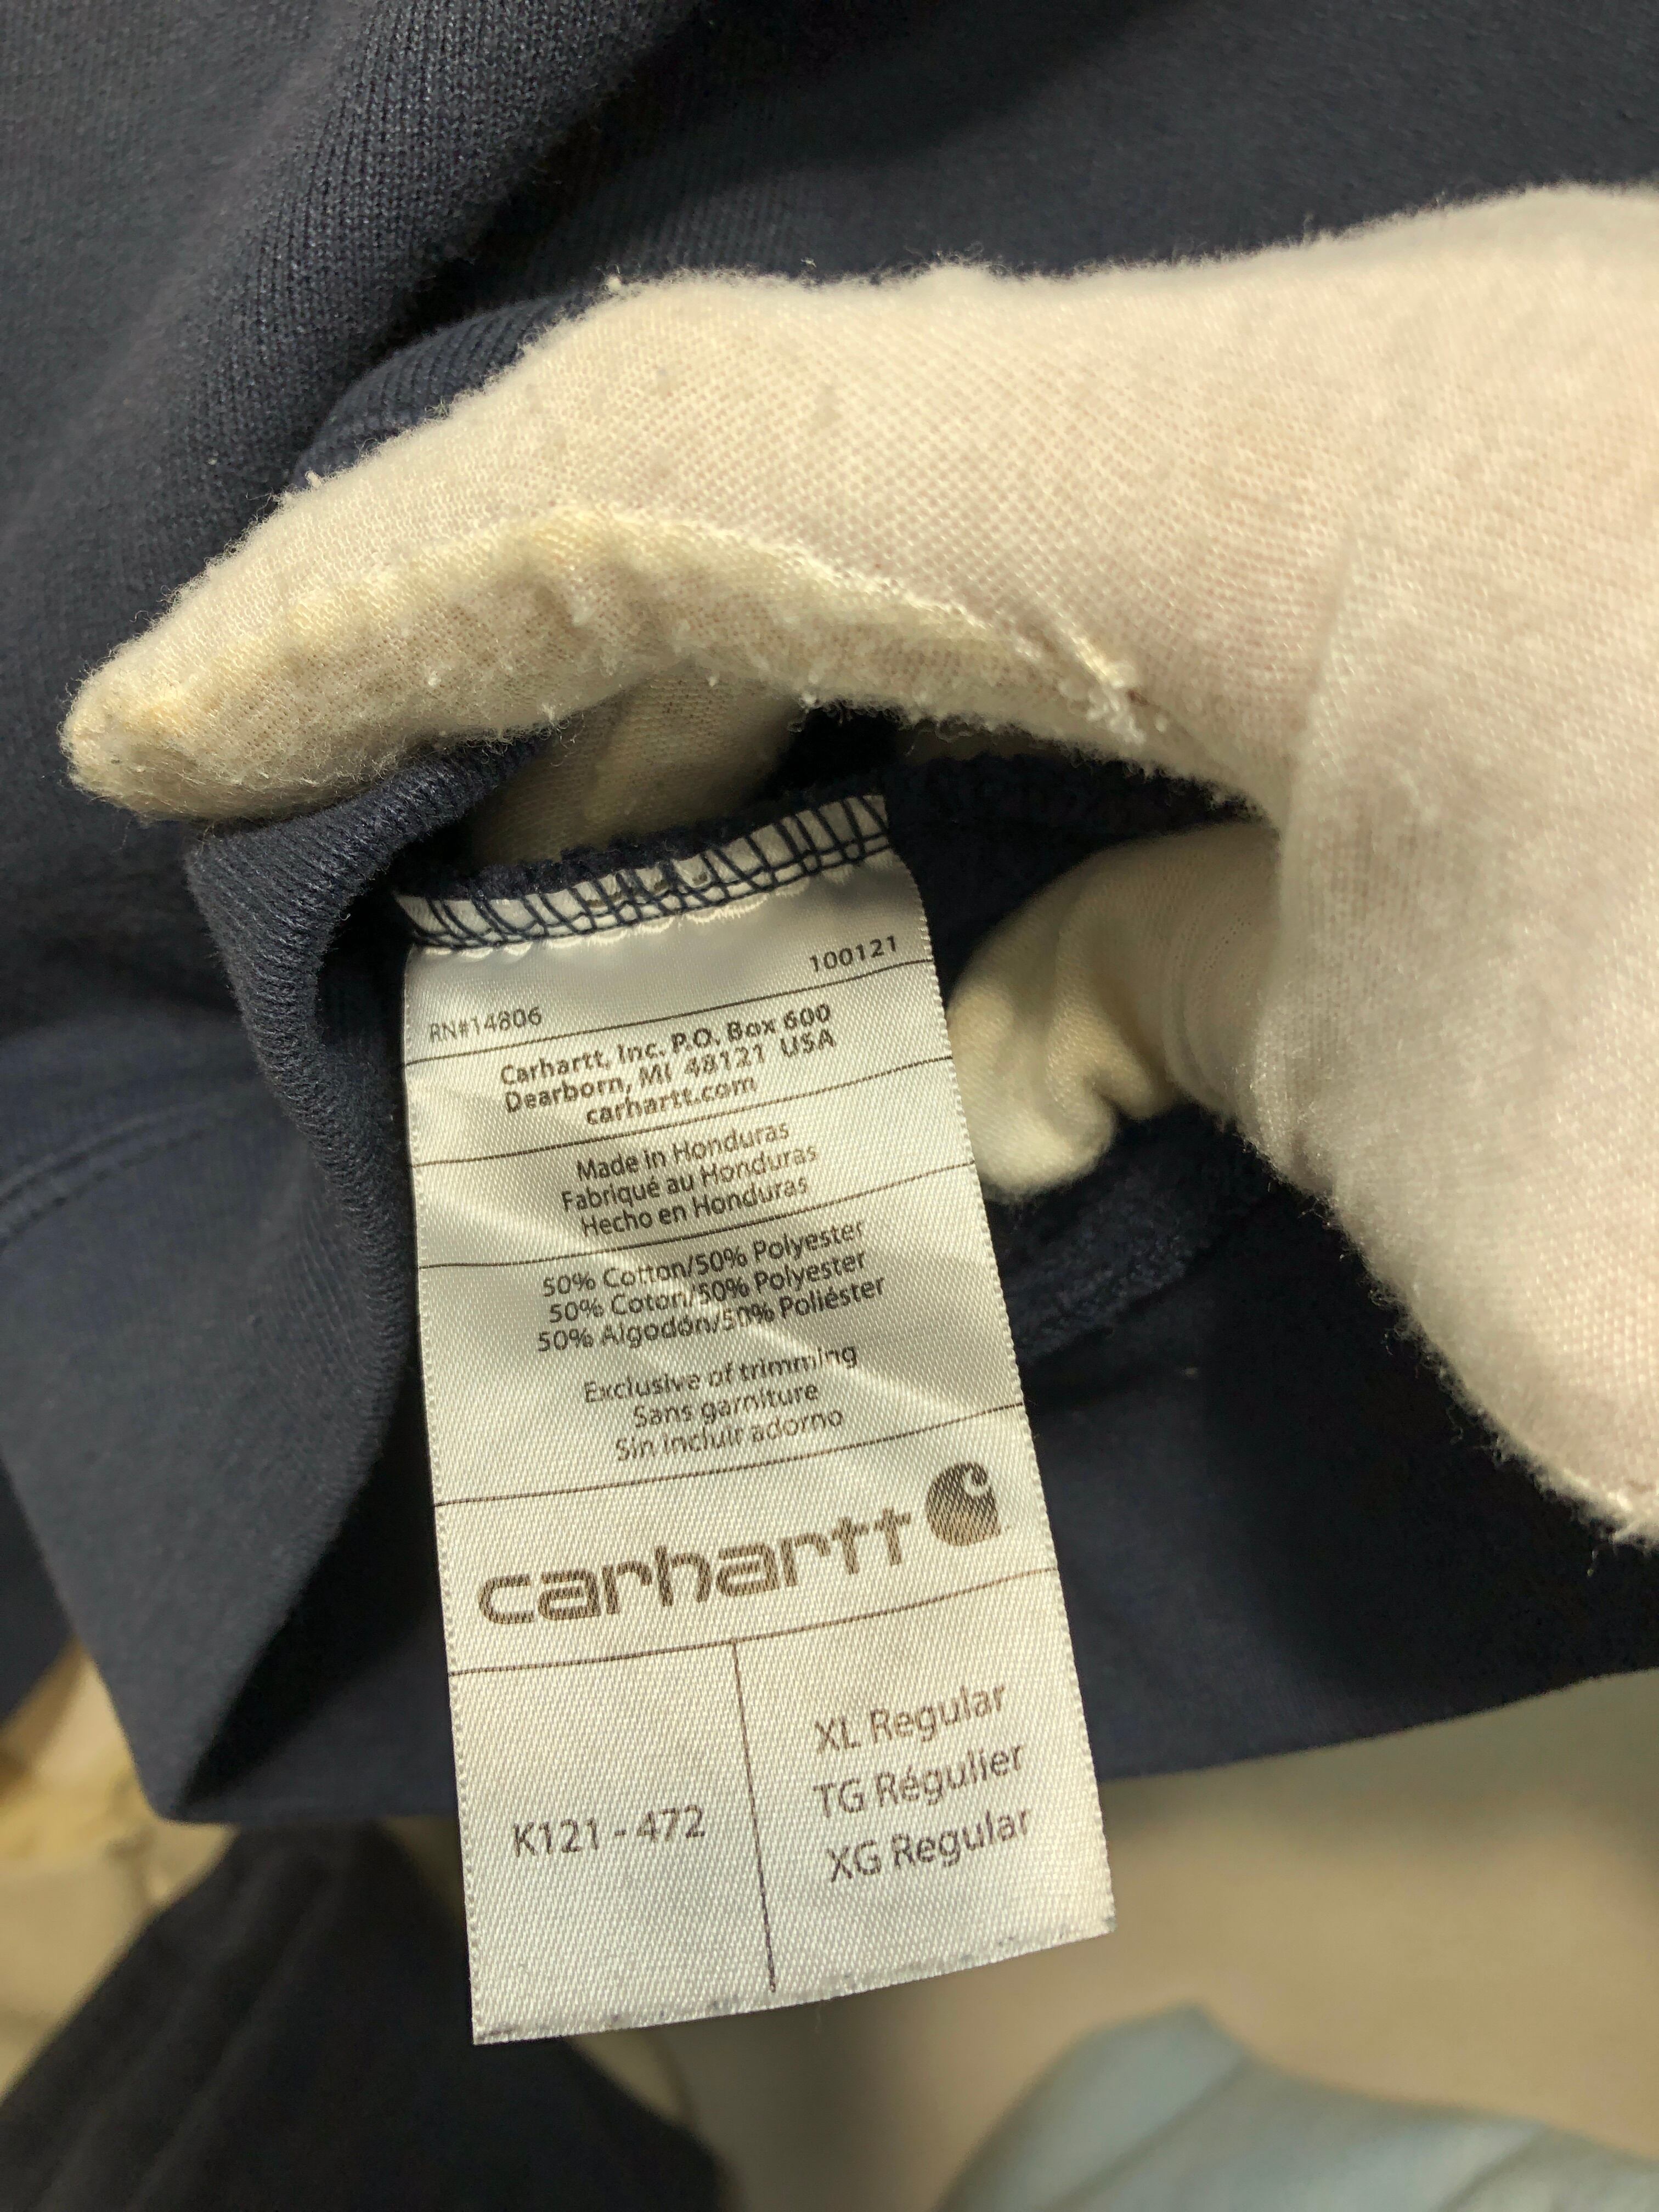 RN#14806 100121
Carhartt, Inc. P.O. Box 600
Dearborn, MI 48121 USA
carhartt.com
Made in Honduras
Fabriqué au Honduras
Hecho en Honduras
50% Cotton/50% Polyester
50% Coton/50% Polyester
50% Algodón/50% Poliéster
Exclusive of trimming
Sans garniture
Sin incluir adorno
carhartt
K121 - 472
XL Regular
TG Régulier
XG Regular